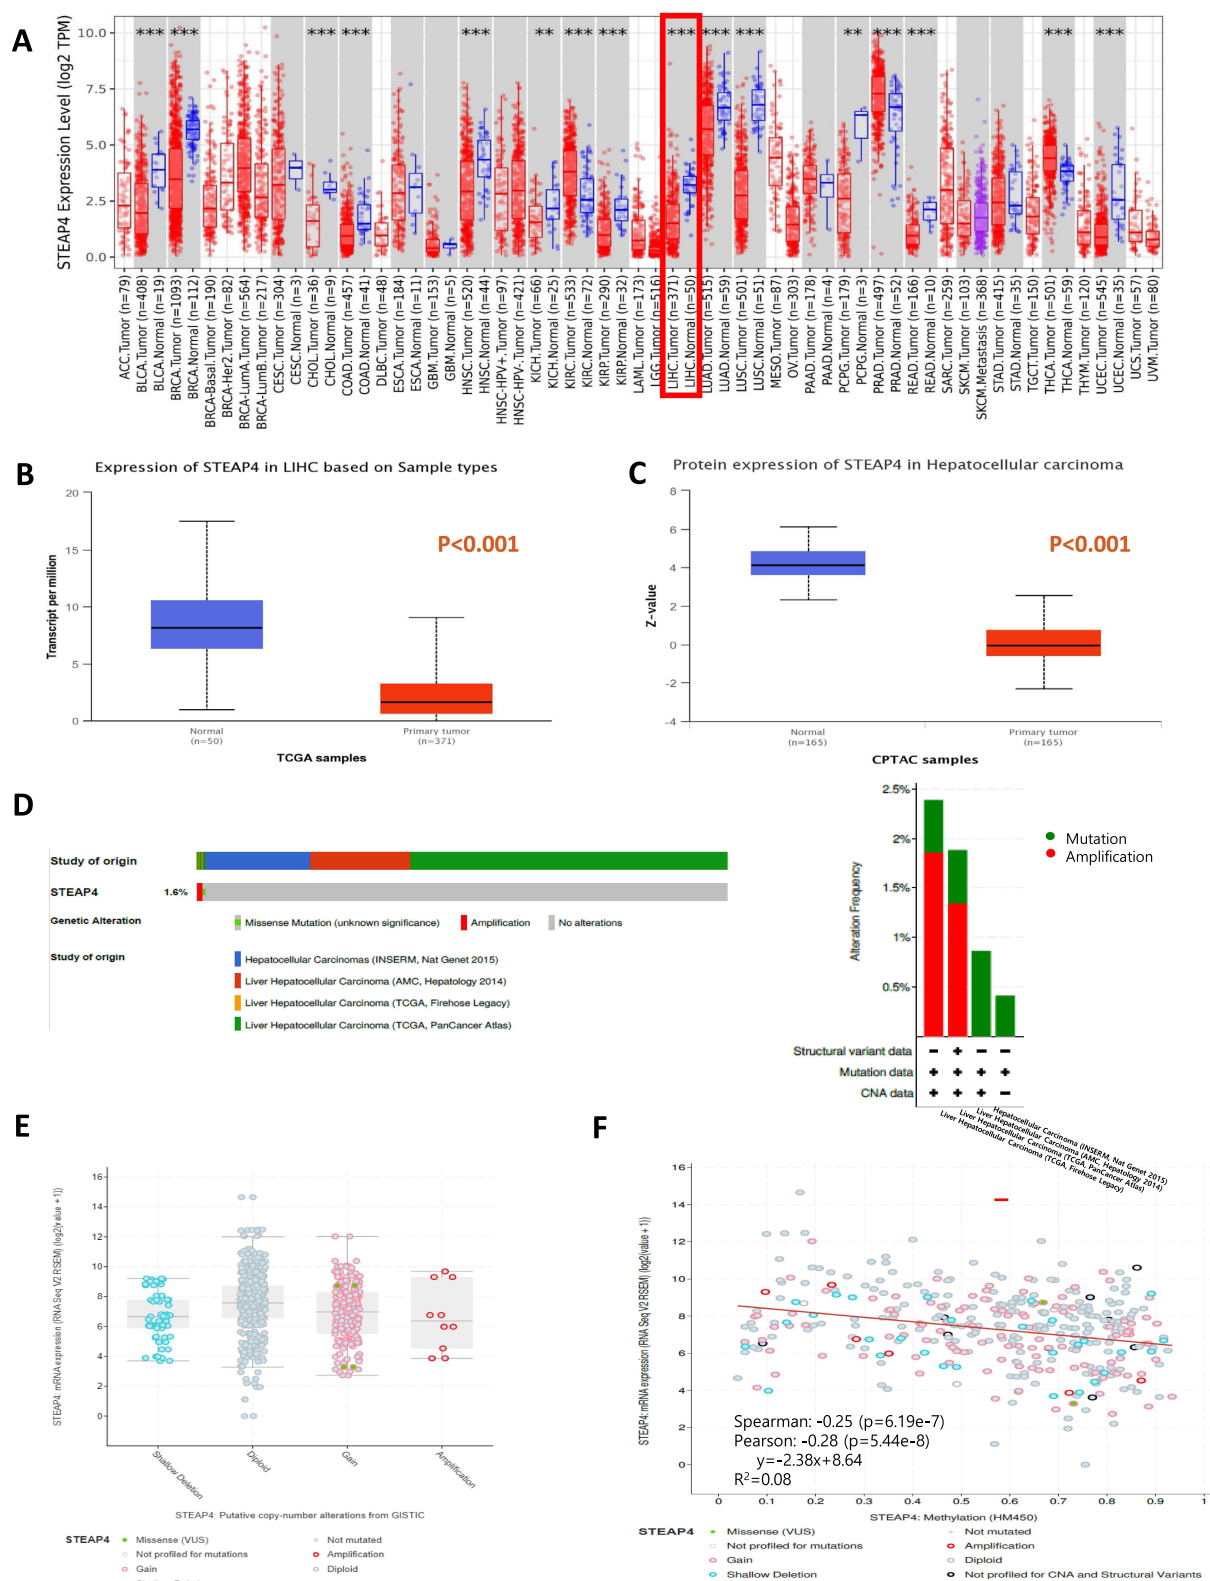 A
STEAP4 Expression Level (log2 TPM)
10.0
7.5
5.0
2.5
0.0
*** *** *** *** *** ** *** *** *** *** *** ** *** *** *** ***
ACC.Tumor (n=79)
BLCA.Tumor (n=408)
BLCA.Normal (n=19)
BRCA.Tumor (n=1093)
BRCA.Normal (n=112)
BRCA-Basal.Tumor (n=190)
BRCA-Her2.Tumor (n=82)
BRCA-LumA.Tumor (n=564)
BRCA-LumB.Tumor (n=217)
CESC.Tumor (n=304)
CESC.Normal (n=3)
CHOL.Tumor (n=36)
CHOL.Normal (n=9)
COAD.Tumor (n=457)
COAD.Normal (n=41)
DLBC.Tumor (n=48)
ESCA.Tumor (n=184)
ESCA.Normal (n=11)
GBM.Tumor (n=153)
GBM.Normal (n=5)
HNSC.Tumor (n=520)
HNSC.Normal (n=44)
HNSC-HPV+.Tumor (n=97)
HNSC-HPV-.Tumor (n=421)
KICH.Tumor (n=66)
KICH.Normal (n=25)
KIRC.Tumor (n=533)
KIRC.Normal (n=72)
KIRP.Tumor (n=290)
KIRP.Normal (n=32)
LAML.Tumor (n=173)
LGG.Tumor (n=516)
LIHC.Tumor (n=371)
LIHC.Normal (n=50)
LUAD.Tumor (n=515)
LUAD.Normal (n=59)
LUSC.Tumor (n=501)
LUSC.Normal (n=51)
MESO.Tumor (n=87)
OV.Tumor (n=303)
PAAD.Tumor (n=178)
PAAD.Normal (n=4)
PCPG.Tumor (n=179)
PCPG.Normal (n=3)
PRAD.Tumor (n=497)
PRAD.Normal (n=52)
READ.Tumor (n=166)
READ.Normal (n=10)
SARC.Tumor (n=259)
SKCM.Tumor (n=103)
SKCM.Metastasis (n=368)
STAD.Tumor (n=415)
STAD.Normal (n=35)
TGCT.Tumor (n=150)
THCA.Tumor (n=501)
THCA.Normal (n=59)
THYM.Tumor (n=120)
UCEC.Tumor (n=545)
UCEC.Normal (n=35)
UCS.Tumor (n=57)
UVM.Tumor (n=80)
B
Expression of STEAP4 in LIHC based on Sample types
Transcript per million
20
15
10
5
0
P<0.001
Normal
(n=50)
Primary tumor
(n=371)
TCGA samples
C
Protein expression of STEAP4 in Hepatocellular carcinoma
Z-value
8
6
4
2
0
-2
-4
P<0.001
Normal
(n=165)
Primary tumor
(n=165)
CPTAC samples
D
Study of origin
STEAP4 1.6%
Genetic Alteration Missense Mutation (unknown significance) Amplification No alterations
Study of origin Hepatocellular Carcinomas (INSERM, Nat Genet 2015)
Liver Hepatocellular Carcinoma (AMC, Hepatology 2014)
Liver Hepatocellular Carcinoma (TCGA, Firehose Legacy)
Liver Hepatocellular Carcinoma (TCGA, PanCancer Atlas)
Alteration Frequency
2.5%
2%
1.5%
1%
0.5%
Mutation
Amplification
Structural variant data - + - -
Mutation data + + + +
CNA data + + + -
Hepatocellular Carcinoma (INSERM, Nat Genet 2015)
Liver Hepatocellular Carcinoma (AMC, Hepatology 2014)
Liver Hepatocellular Carcinoma (TCGA, PanCancer Atlas)
Liver Hepatocellular Carcinoma (TCGA, Firehose Legacy)
E
STEAP4: mRNA expression (RNA Seq V2 RSEM) (log2(value + 1))
16
14
12
10
8
6
4
2
0
Shallow Deletion
Diploid
Gain
Amplification
STEAP4: Putative copy-number alterations from GISTIC
STEAP4 Missense (VUS) Not mutated
Not profiled for mutations Amplification
Gain Diploid
F
STEAP4: mRNA expression (RNA Seq V2 RSEM) (log2(value + 1))
16
14
12
10
8
6
4
2
0
Spearman: -0.25 (p=6.19e-7)
Pearson: -0.28 (p=5.44e-8)
y=-2.38x+8.64
R²=0.08
0 0.1 0.2 0.3 0.4 0.5 0.6 0.7 0.8 0.9 1
STEAP4: Methylation (HM450)
STEAP4 Missense (VUS) Not mutated
Not profiled for mutations Amplification
Gain Diploid
Shallow Deletion Not profiled for CNA and Structural Variants